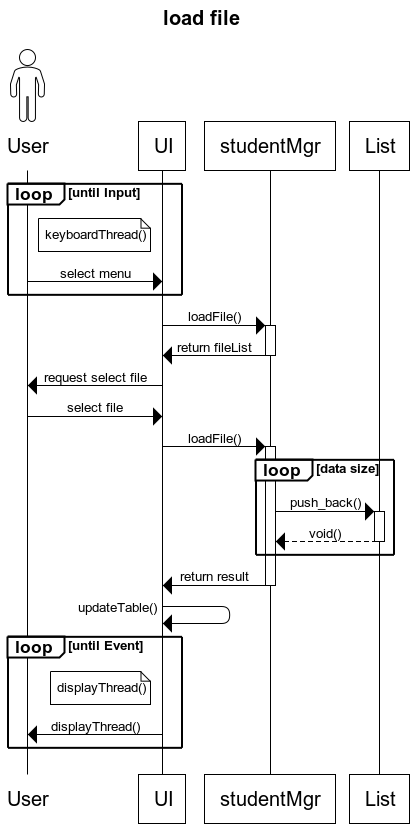 load file
User
UI
studentMgr
List
loop [until Input]
keyboardThread()
select menu
loadFile()
return fileList
request select file
select file
loadFile()
loop [data size]
push_back()
void()
return result
updateTable()
loop [until Event]
displayThread()
displayThread()
User
UI
studentMgr
List